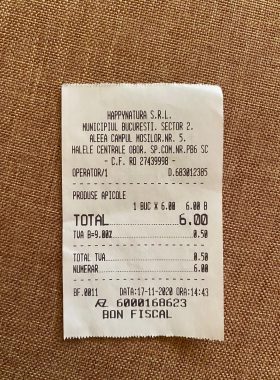 HAPPYNATURA S.R.L.
MUNICIPIUL BUCURESTI. SECTOR 2.
ALEEA CAMPUL MOSILOR.NR. 5.
HALELE CENTRALE OBOR. SP.COM.NR.PB6 SC
- C.F. RO 27439998 -
OPERATOR/1 D.683012385
PRODUSE APICOLE
1 BUC X 6.00 6.00 B
TOTAL 6.00
TVA B=9.00% 0.50
TOTAL TVA 0.50
NUMERAR 6.00
BF.0011 DATA:17-11-2020 ORA:14:43
6000168623
BON FISCAL